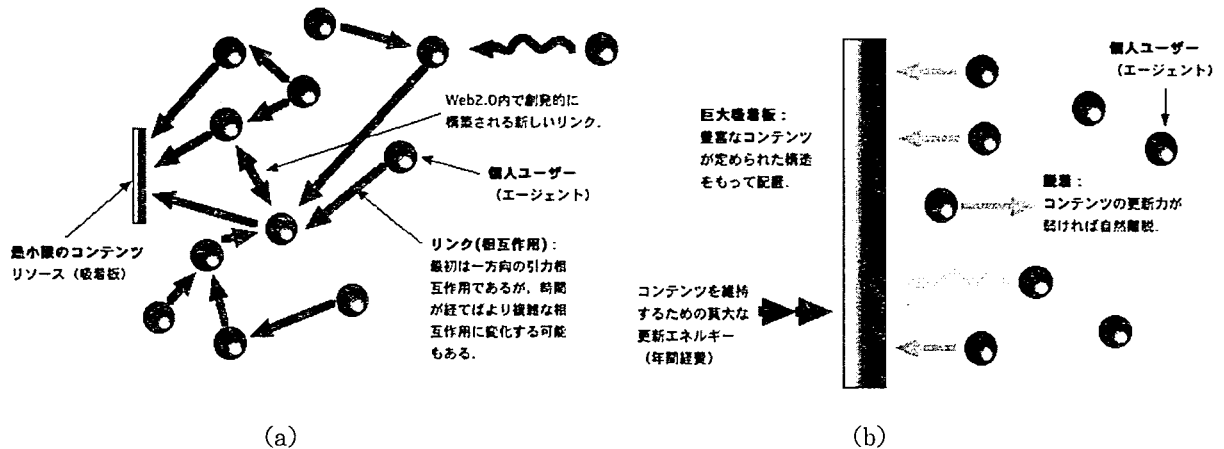 Web2.0内で創発的に
構築される新しいリンク.
個人ユーザー
(エージェント)
最小限のコンテンツ
リソース (吸着板)
リンク(相互作用) :
最初は一方向の引力相
互作用であるが, 時間
が経てばより複雑な相
互作用に変化する可能
もある.
(a)
個人ユーザー
(エージェント)
巨大吸着板 :
豊富なコンテンツ
が定められた構造
をもって配置.
脱着 :
コンテンツの更新力が
弱ければ自然離脱.
コンテンツを維持
するための莫大な
更新エネルギー
(年間経費)
(b)